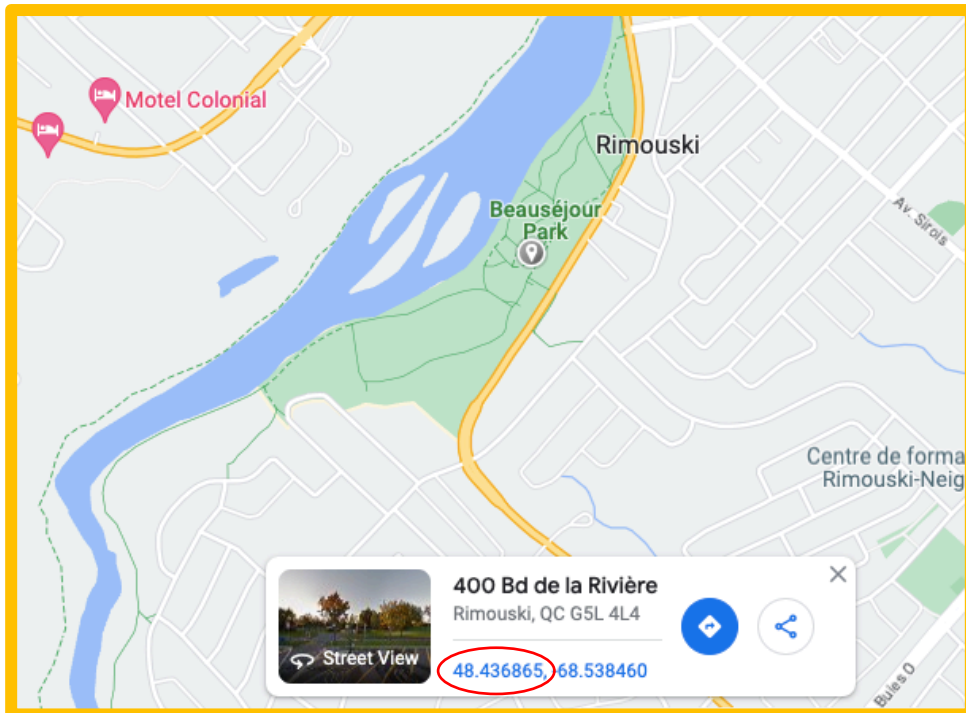 Motel Colonial
Rimouski
Beauséjour
Park
Av. Sirois
Centre de forma
Rimouski-Neig
400 Bd de la Rivière
Rimouski, QC G5L 4L4
Street View
48.436865, -68.538460
Bules O